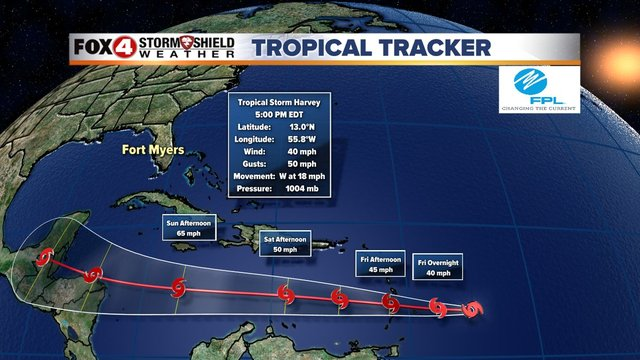 FOX 4 STORM SHIELD
WEATHER
TROPICAL TRACKER
FPL
CHANGING THE CURRENT
Tropical Storm Harvey
5:00 PM EDT
Latitude: 13.0°N
Longitude: 55.8°W
Wind: 40 mph
Gusts: 50 mph
Movement: W at 18 mph
Pressure: 1004 mb
Fort Myers
Sun Afternoon
65 mph
Sat Afternoon
50 mph
Fri Afternoon
45 mph
Fri Overnight
40 mph